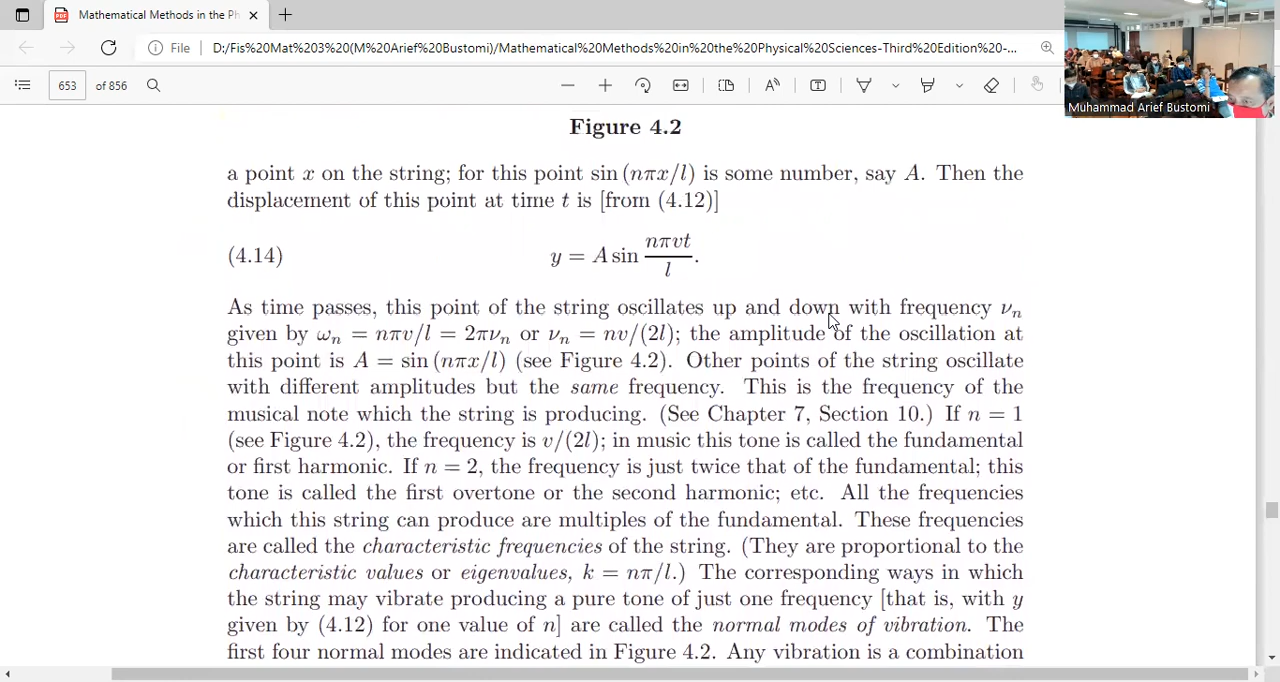 Mathematical Methods in the Ph
File
D:/Fis%20Mat%203%20(M%20Arief%20Bustomi)/Mathematical%20Methods%20in%20the%20Physical%20Sciences-Third%20Edition%20-...
653 of 856
Muhammad Arief Bustomi
Figure 4.2
a point x on the string; for this point sin (nπx/l) is some number, say A. Then the
displacement of this point at time t is [from (4.12)]
(4.14) y = A sin nπvt/l.
As time passes, this point of the string oscillates up and down with frequency νn
given by ωn = nπv/l = 2πνn or νn = nv/(2l); the amplitude of the oscillation at
this point is A = sin (nπx/l) (see Figure 4.2). Other points of the string oscillate
with different amplitudes but the same frequency. This is the frequency of the
musical note which the string is producing. (See Chapter 7, Section 10.) If n = 1
(see Figure 4.2), the frequency is v/(2l); in music this tone is called the fundamental
or first harmonic. If n = 2, the frequency is just twice that of the fundamental; this
tone is called the first overtone or the second harmonic; etc. All the frequencies
which this string can produce are multiples of the fundamental. These frequencies
are called the characteristic frequencies of the string. (They are proportional to the
characteristic values or eigenvalues, k = nπ/l.) The corresponding ways in which
the string may vibrate producing a pure tone of just one frequency [that is, with y
given by (4.12) for one value of n] are called the normal modes of vibration. The
first four normal modes are indicated in Figure 4.2. Any vibration is a combination